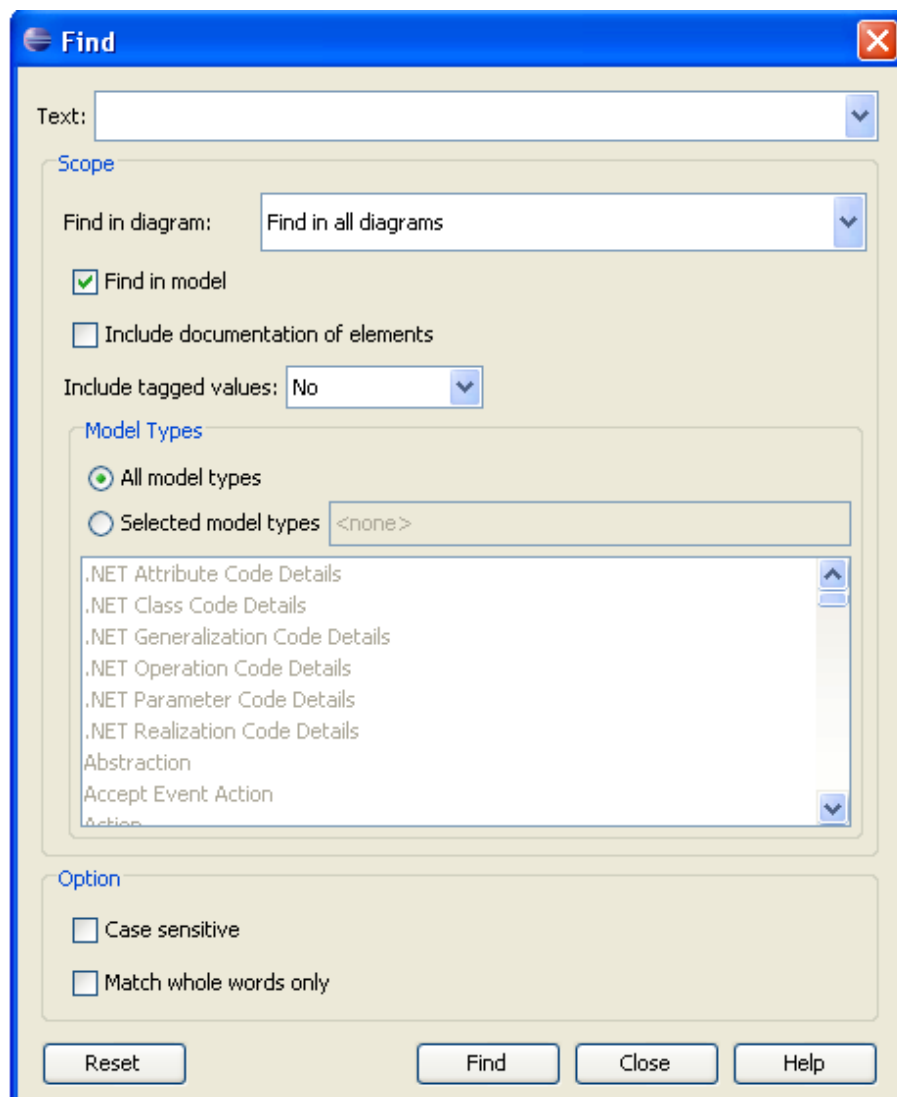 Find
Text:
Scope
Find in diagram: Find in all diagrams
Find in model
Include documentation of elements
Include tagged values: No
Model Types
All model types
Selected model types <none>
.NET Attribute Code Details
.NET Class Code Details
.NET Generalization Code Details
.NET Operation Code Details
.NET Parameter Code Details
.NET Realization Code Details
Abstraction
Accept Event Action
Action
Option
Case sensitive
Match whole words only
Reset Find Close Help